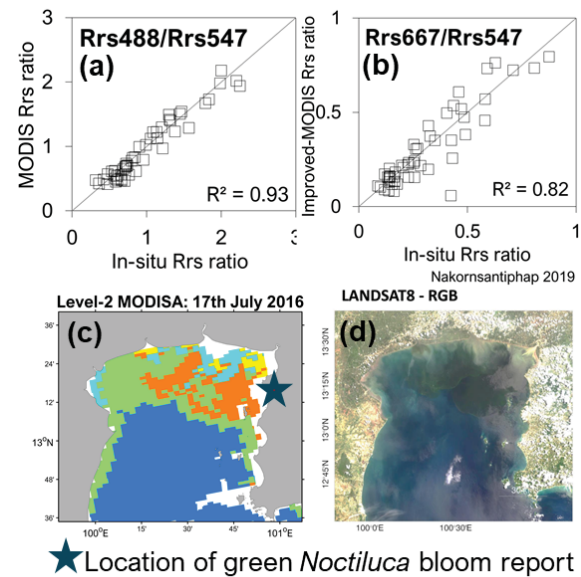 Rrs488/Rrs547
(a)
MODIS Rrs ratio
3
2
1
0
R² = 0.93
0
1
2
In-situ Rrs ratio
Rrs667/Rrs547
(b)
Improved-MODIS Rrs ratio
1
0.5
0
R² = 0.82
0
0.5
1
In-situ Rrs ratio
Nakornsantiphap 2019
Level-2 MODISA: 17th July 2016
(c)
36'
24'
12'
13°N
48'
36'
100°E
15'
30'
45'
101°E
LANDSAT8 - RGB
(d)
13°30'N
13°15'N
13°0'N
12°45'N
100°0'E
100°30'E
Location of green Noctiluca bloom report